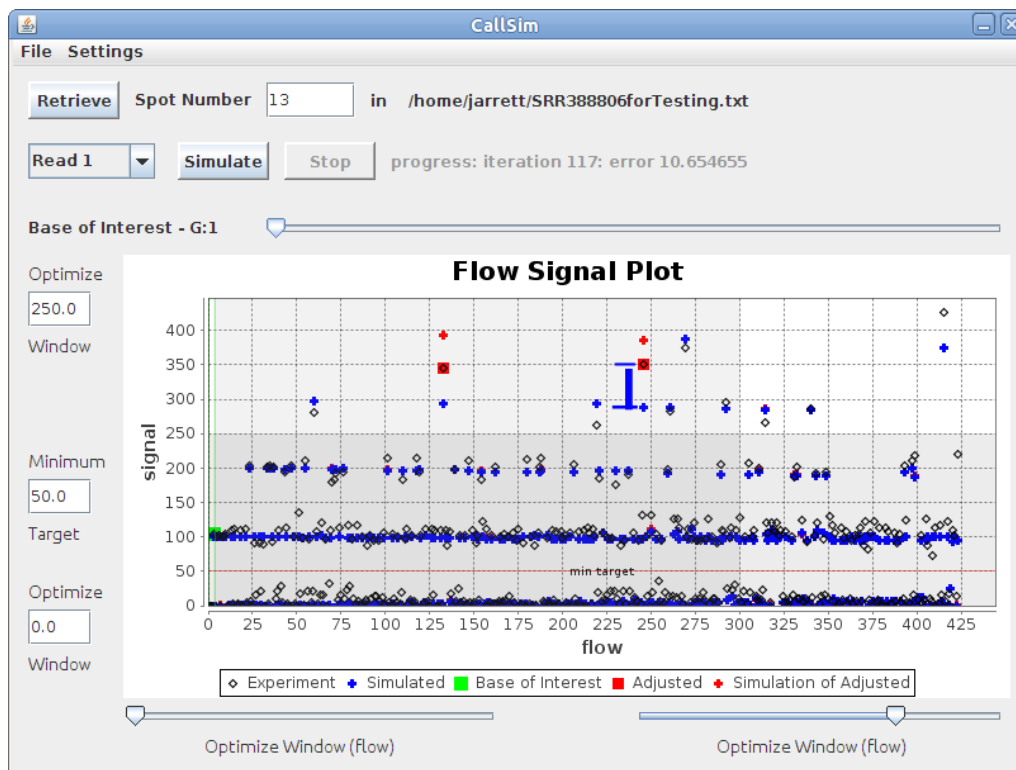 CallSim
File Settings
Retrieve Spot Number 13 in /home/jarrett/SRR388806forTesting.txt
Read 1 Simulate Stop progress: iteration 117: error 10.654655
Base of Interest - G:1
Optimize
250.0
Window
Minimum
50.0
Target
Optimize
0.0
Window
Flow Signal Plot
signal
400
350
300
250
200
150
100
50
0
min target
0 25 50 75 100 125 150 175 200 225 250 275 300 325 350 375 400 425
flow
Experiment Simulated Base of Interest Adjusted Simulation of Adjusted
Optimize Window (flow) Optimize Window (flow)